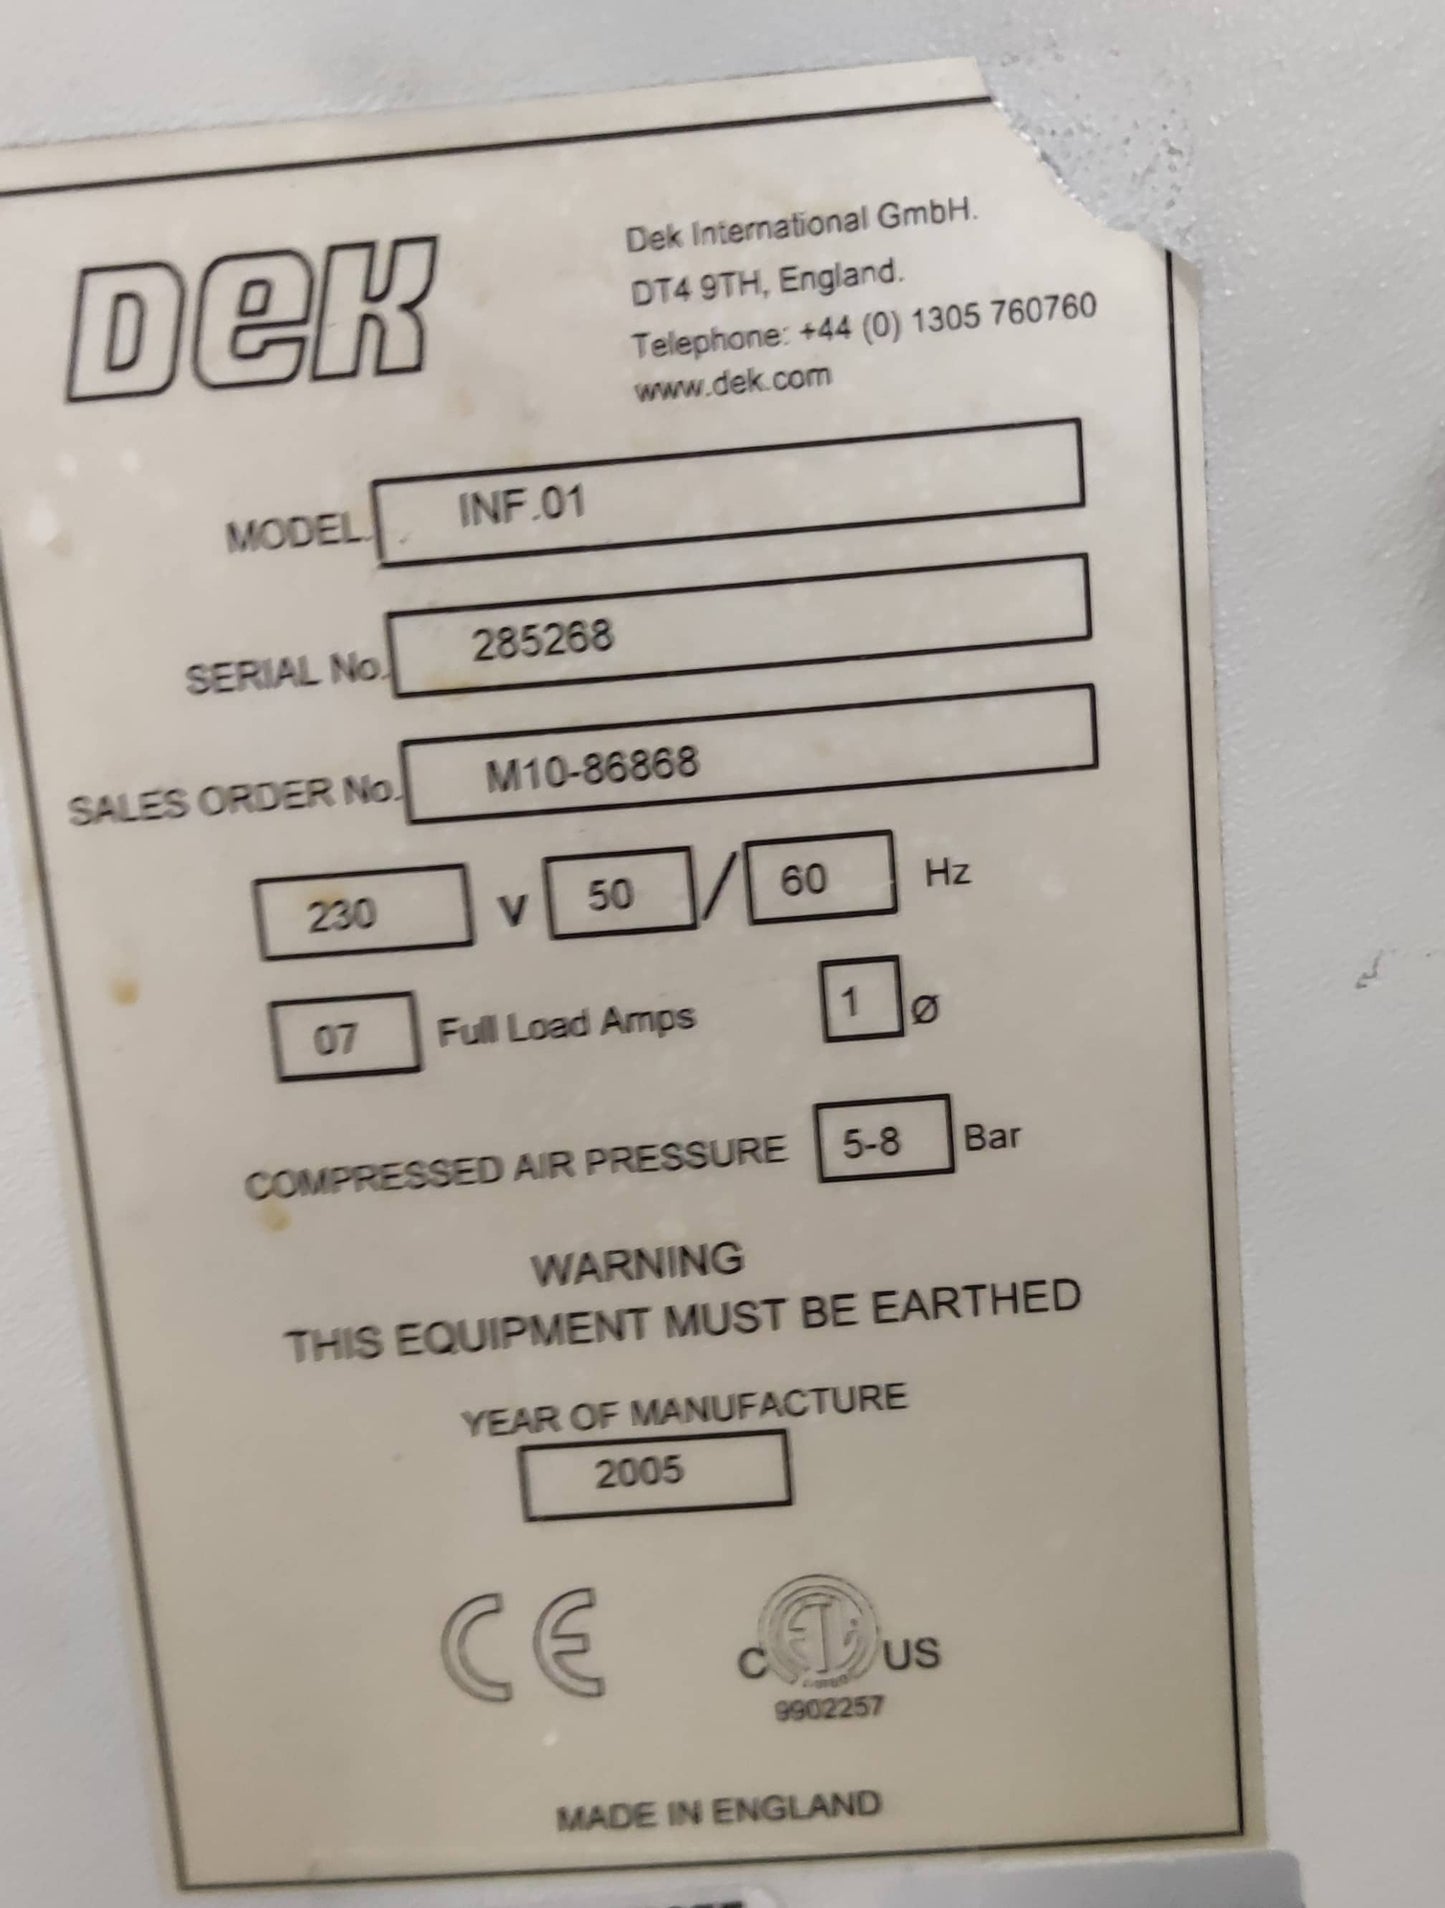 DEK
Dek International GmbH.
DT4 9TH, England.
Telephone: +44 (0) 1305 760760
www.dek.com
MODEL. INF.01
SERIAL No. 285268
SALES ORDER No. M10-86868
230 V 50 / 60 Hz
07 Full Load Amps 1 Ø
COMPRESSED AIR PRESSURE 5-8 Bar
WARNING
THIS EQUIPMENT MUST BE EARTHED
YEAR OF MANUFACTURE
2005
CE
C ETL US
9902257
MADE IN ENGLAND